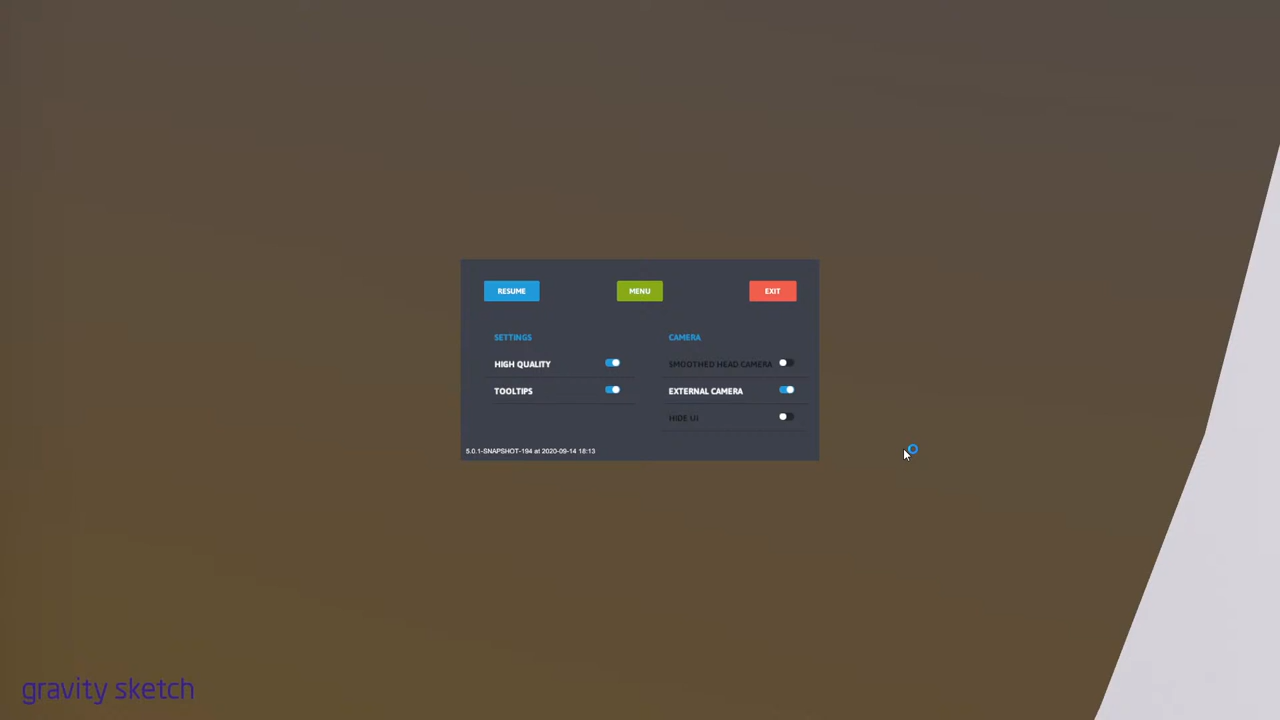 RESUME MENU EXIT
SETTINGS CAMERA
HIGH QUALITY SMOOTHED HEAD CAMERA
TOOLTIPS EXTERNAL CAMERA
HIDE UI
5.0.1-SNAPSHOT-194 at 2020-09-14 18:13
gravity sketch